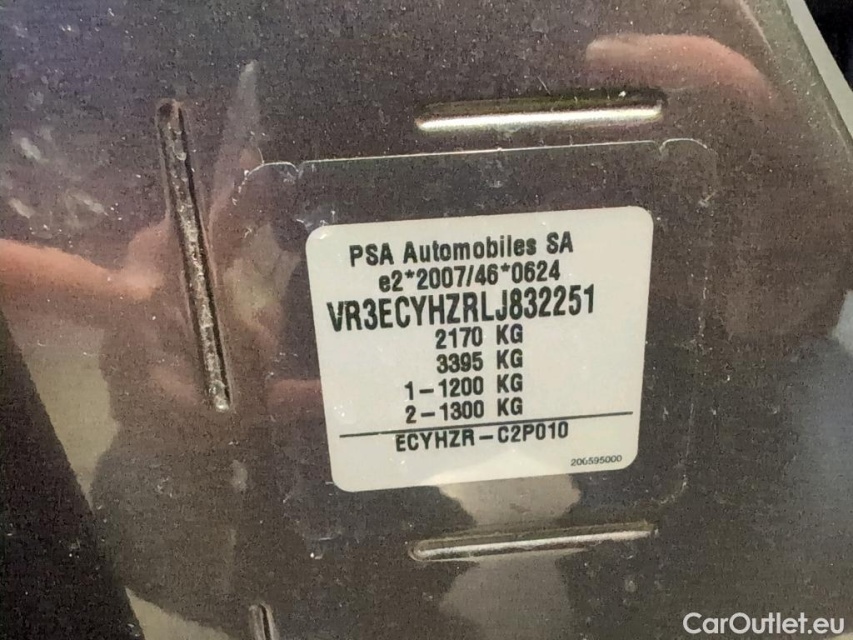 PSA Automobiles SA
e2*2007/46*0624
VR3ECYHZRLJ832251
2170 KG
3395 KG
1-1200 KG
2-1300 KG
ECYHZR-C2P010
206595000
CarOutlet.eu